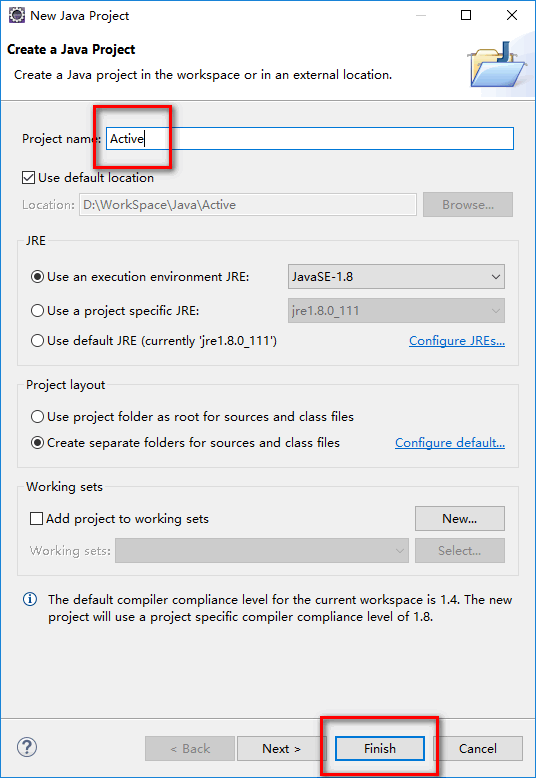 New Java Project
Create a Java Project
Create a Java project in the workspace or in an external location.
Project name: Active
Use default location
Location: D:\WorkSpace\Java\Active Browse...
JRE
Use an execution environment JRE: JavaSE-1.8
Use a project specific JRE: jre1.8.0_111
Use default JRE (currently 'jre1.8.0_111') Configure JREs...
Project layout
Use project folder as root for sources and class files
Create separate folders for sources and class files Configure default...
Working sets
Add project to working sets New...
Working sets: Select...
The default compiler compliance level for the current workspace is 1.4. The new
project will use a project specific compiler compliance level of 1.8.
? < Back Next > Finish Cancel